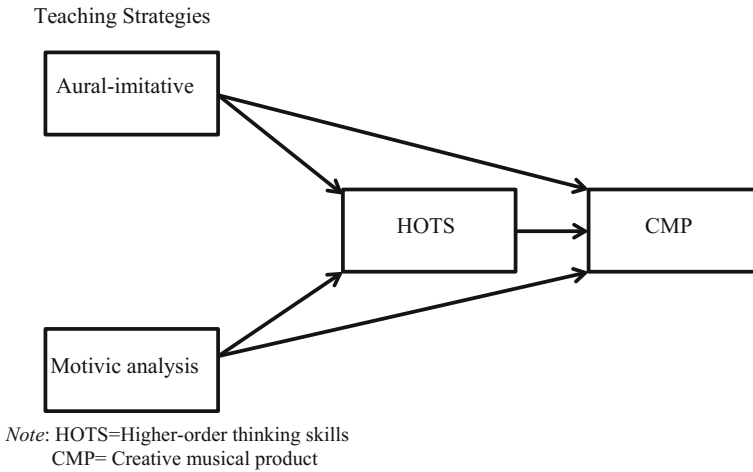 Teaching Strategies
Aural-imitative
HOTS
CMP
Motivic analysis
Note: HOTS=Higher-order thinking skills
CMP= Creative musical product